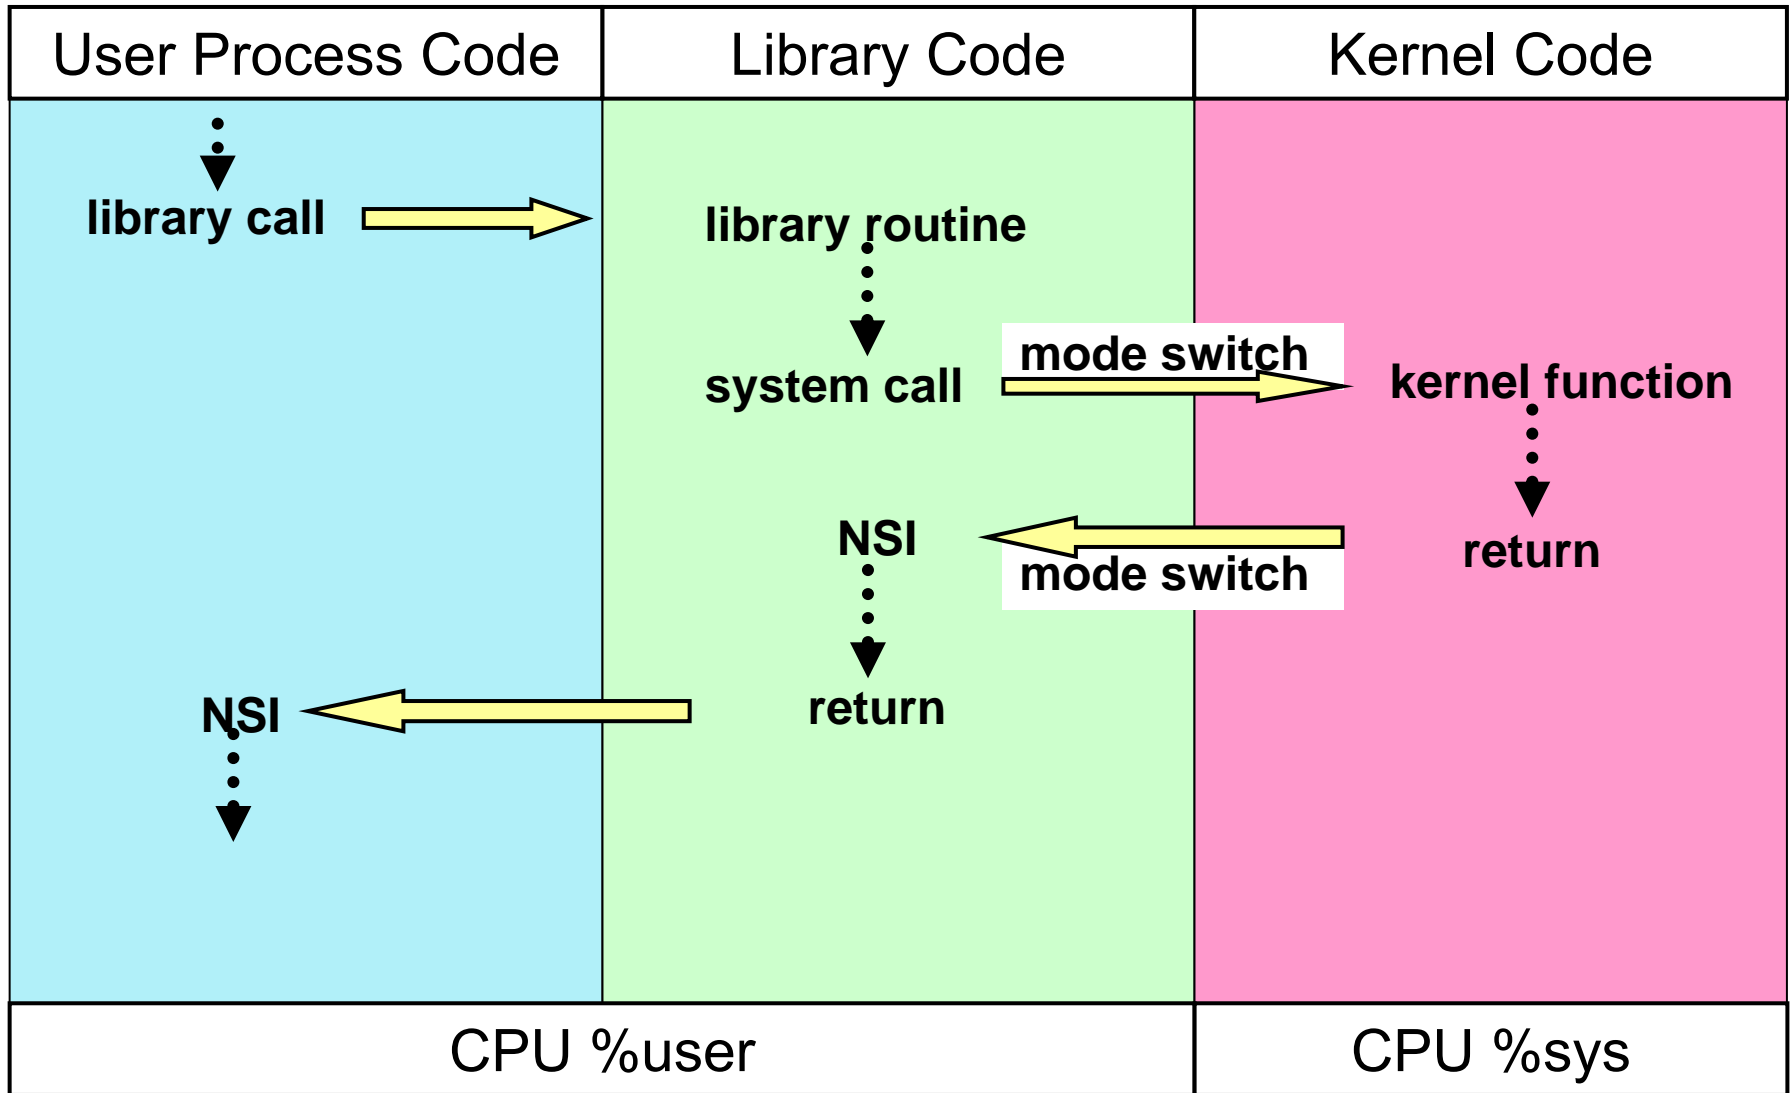 User Process Code
Library Code
Kernel Code
library call
library routine
mode switch
system call
kernel function
NSI
mode switch
return
NSI
return
CPU %user
CPU %sys